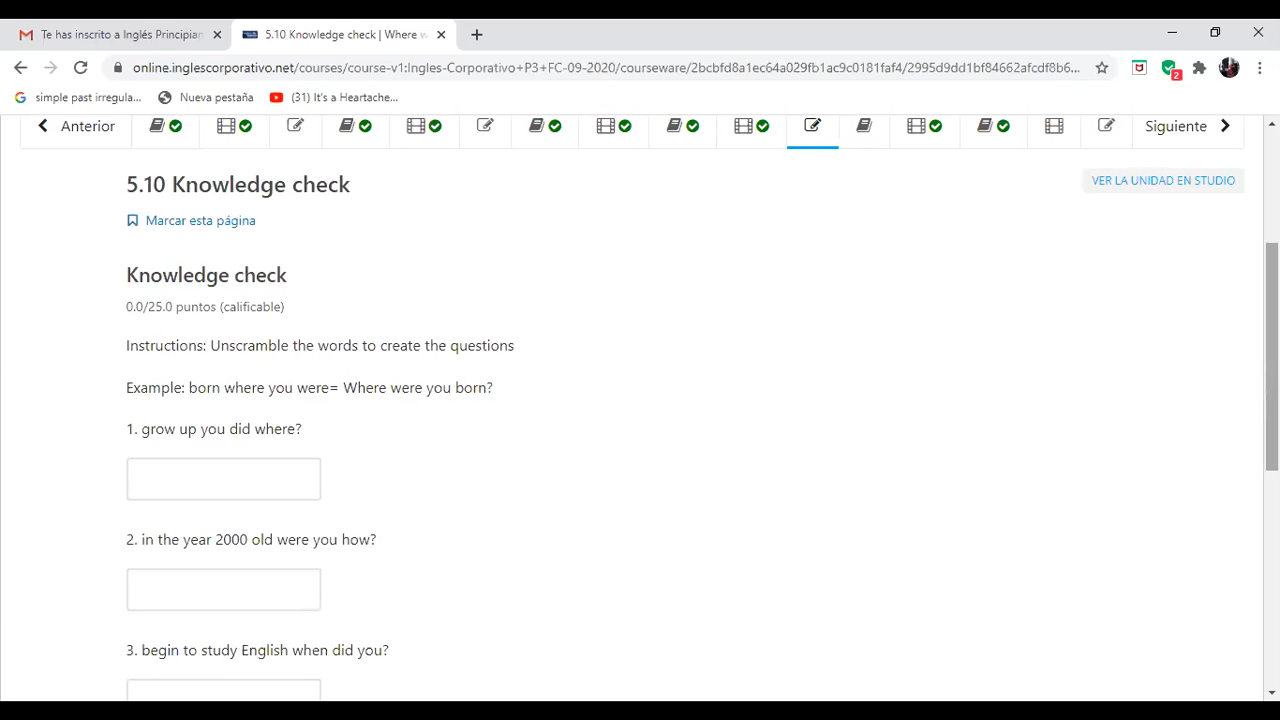 Te has inscrito a Inglés Principian
5.10 Knowledge check | Where w
online.inglescorporativo.net/courses/course-v1:Ingles-Corporativo+P3+FC-09-2020/courseware/2bcbfd8a1ec64a029fb1ac9c0181faf4/2995d9dd1bf84662afcdf8b6...
2
simple past irregula...
Nueva pestaña
(31) It's a Heartache...
Anterior
Siguiente
5.10 Knowledge check
VER LA UNIDAD EN STUDIO
Marcar esta página
Knowledge check
0.0/25.0 puntos (calificable)
Instructions: Unscramble the words to create the questions
Example: born where you were= Where were you born?
1. grow up you did where?
2. in the year 2000 old were you how?
3. begin to study English when did you?